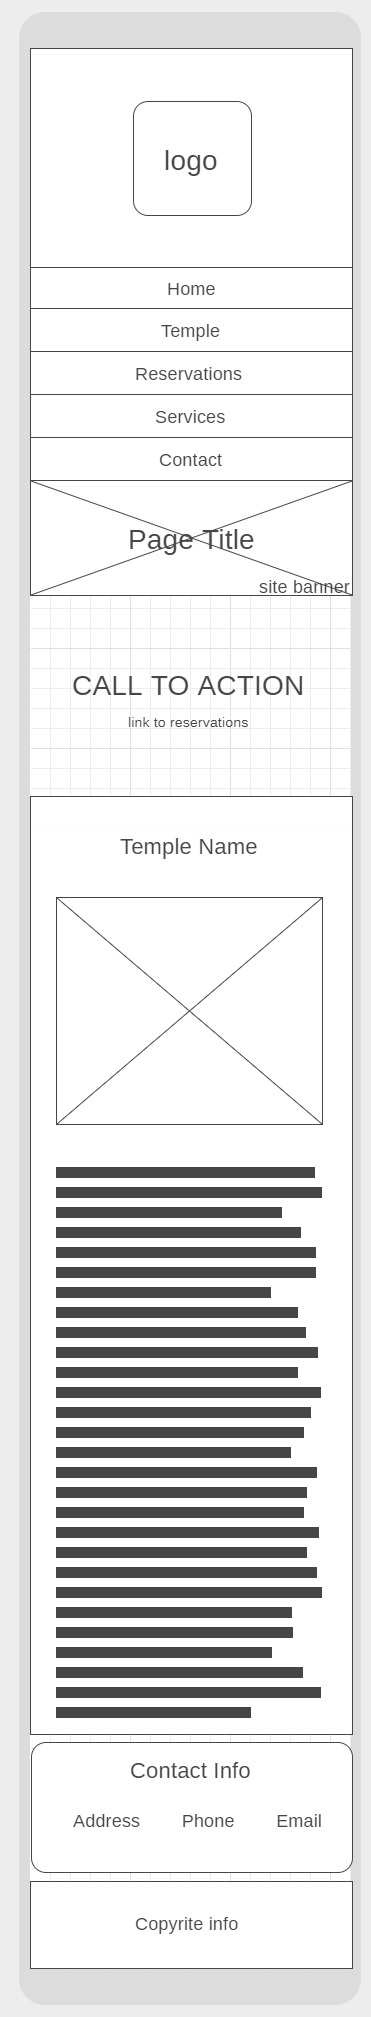 logo
Home
Temple
Reservations
Services
Contact
Page Title
site banner
CALL TO ACTION
link to reservations
Temple Name
Contact Info
Address Phone Email
Copyrite info